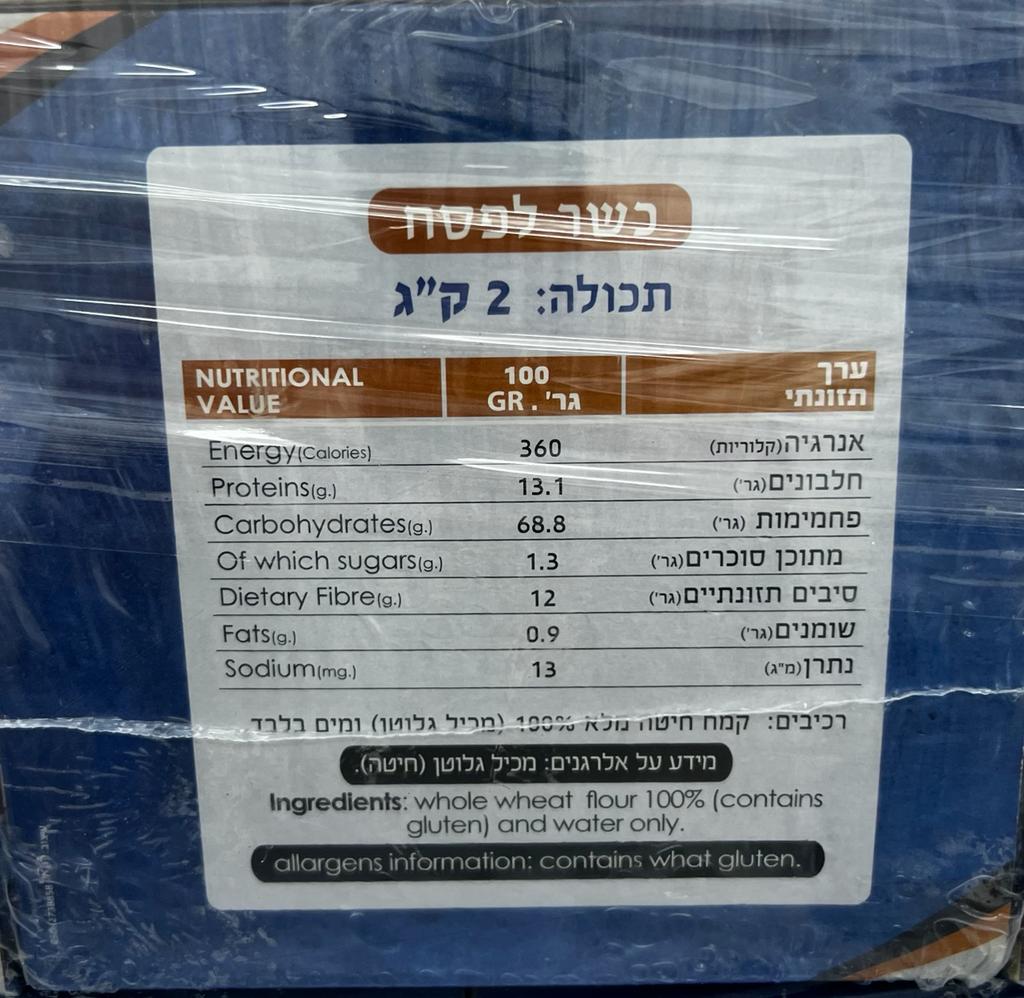 כשר לפסח
תכולה: 2 ק"ג
NUTRITIONAL VALUE 100 GR. גר' ערך תזונתי
Energy(Calories) 360 אנרגיה(קלוריות)
Proteins(g.) 13.1 חלבונים(גר')
Carbohydrates(g.) 68.8 פחמימות (גר')
Of which sugars(g.) 1.3 מתוכן סוכרים(גר')
Dietary Fibre(g.) 12 סיבים תזונתיים(גר')
Fats(g.) 0.9 שומנים(גר')
Sodium(mg.) 13 נתרן(מ"ג)
רכיבים: קמח חיטה מלא 100% (מכיל גלוטן) ומים בלבד
מידע על אלרגנים: מכיל גלוטן (חיטה).
Ingredients: whole wheat flour 100% (contains
gluten) and water only.
allargens information: contains what gluten.